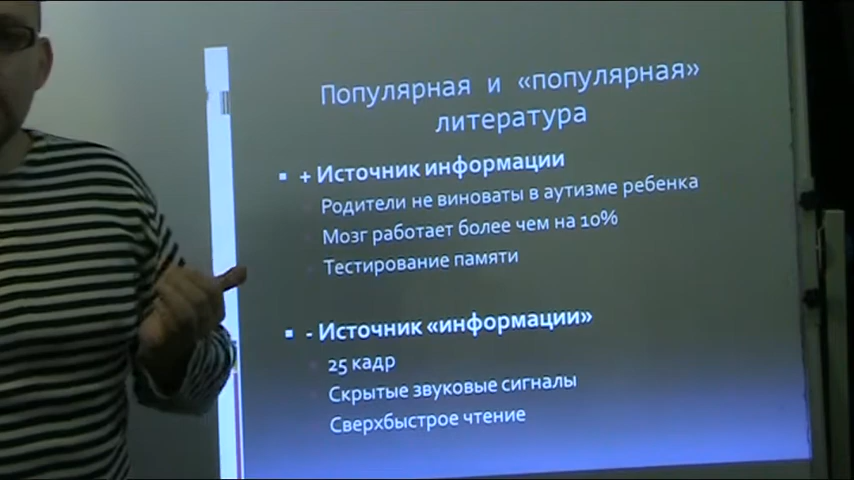 Популярная и «популярная»
литература
+ Источник информации
Родители не виноваты в аутизме ребенка
Мозг работает более чем на 10%
Тестирование памяти
- Источник «информации»
25 кадр
Скрытые звуковые сигналы
Сверхбыстрое чтение